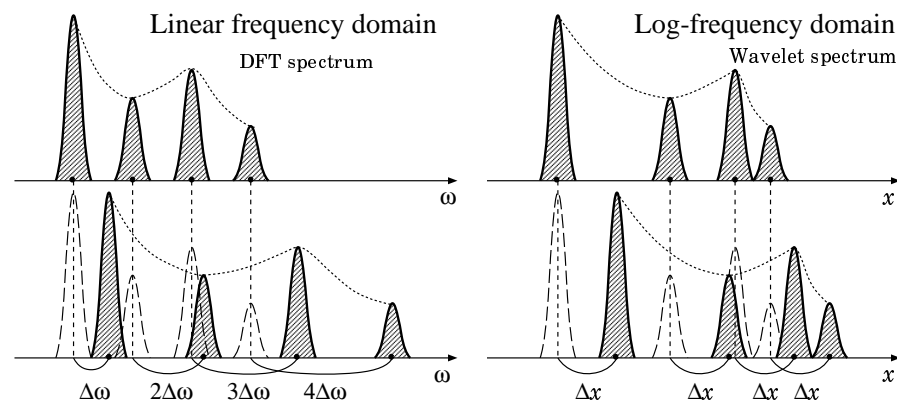 Linear frequency domain
DFT spectrum
ω
Δω 2Δω 3Δω 4Δω
ω
Log-frequency domain
Wavelet spectrum
x
Δx Δx Δx Δx
x